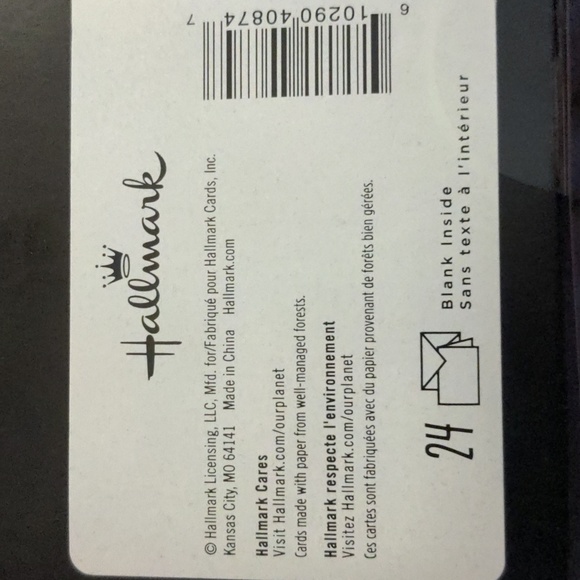 Hallmark
© Hallmark Licensing, LLC, Mfd. for/Fabriqué pour Hallmark Cards, Inc.
Kansas City, MO 64141 Made in China Hallmark.com
Hallmark Cares
Visit Hallmark.com/ourplanet
Cards made with paper from well-managed forests.
Hallmark respecte l'environnement
Visitez Hallmark.com/ourplanet
Ces cartes sont fabriquées avec du papier provenant de forêts bien gérées.
24
Blank Inside
Sans texte à l'intérieur
6 10290 40874 7